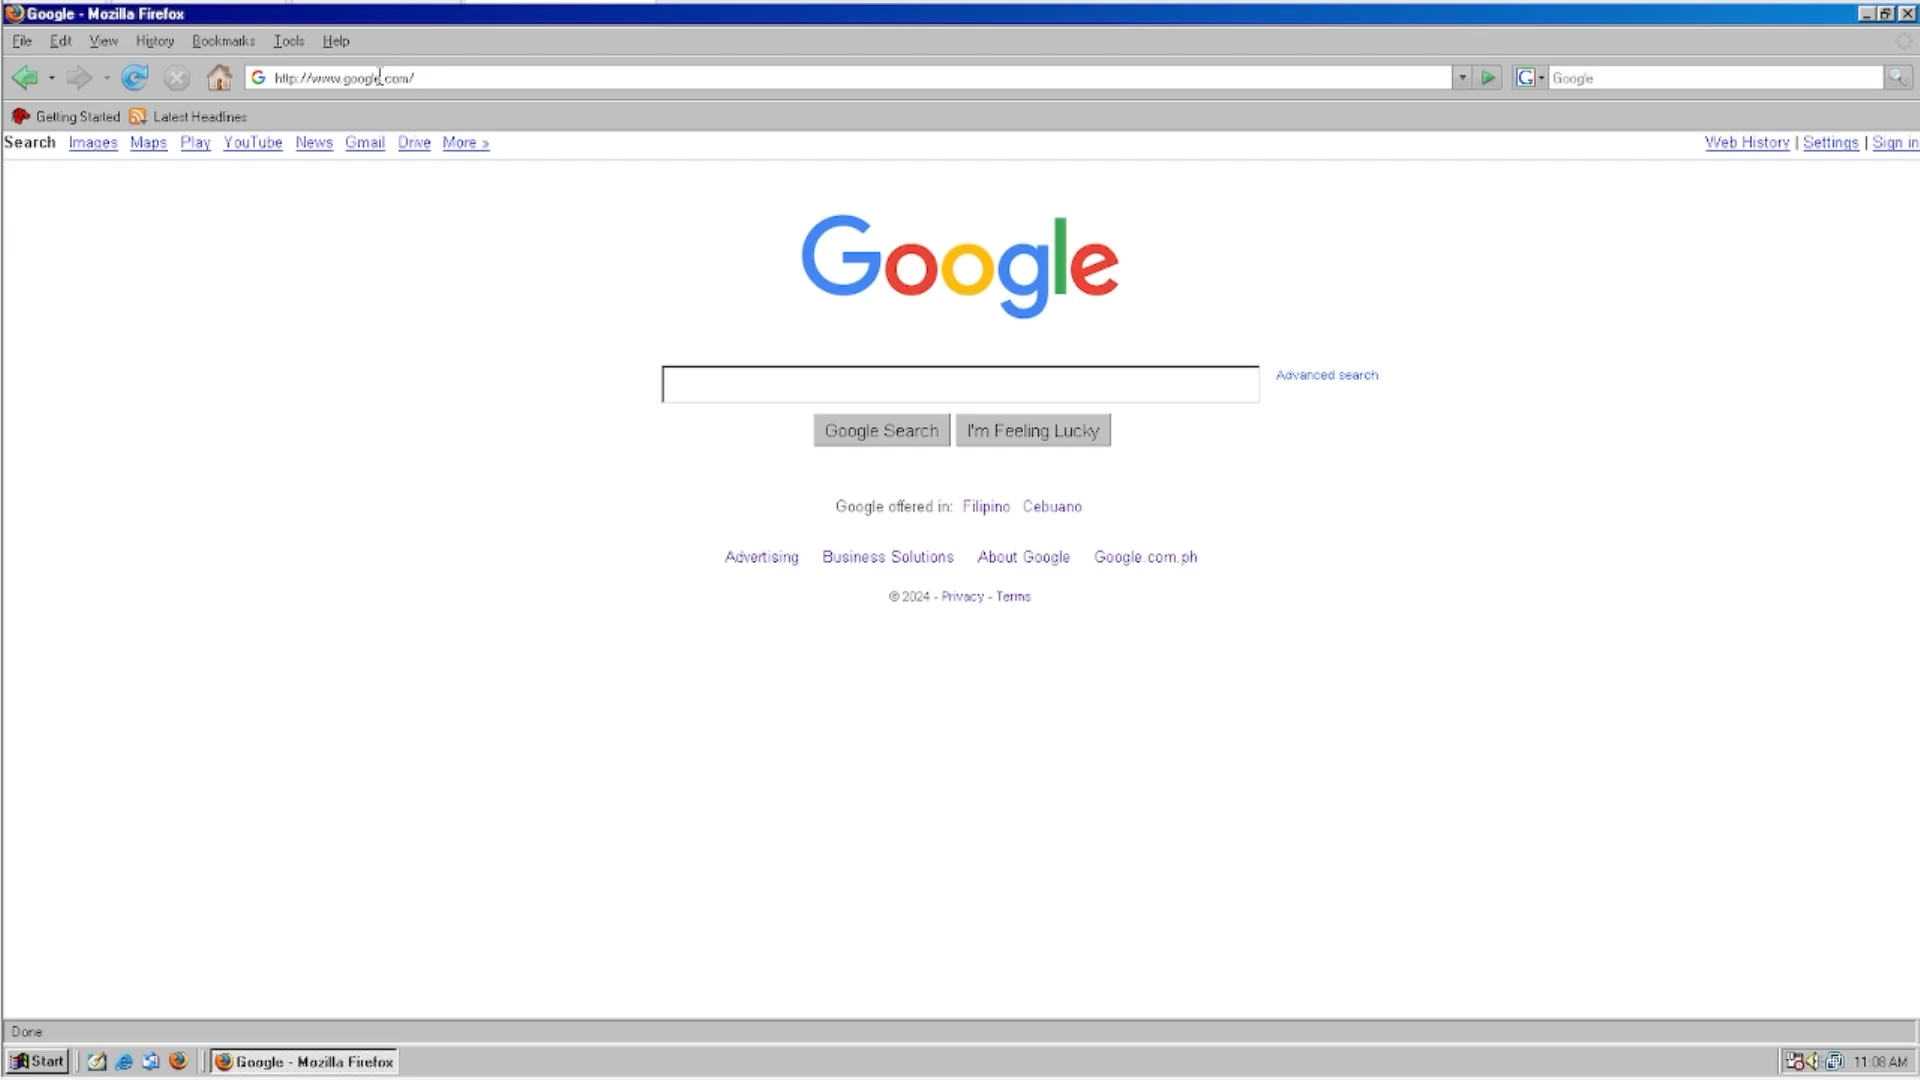 Google - Mozilla Firefox
File Edit View History Bookmarks Tools Help
http://www.google.com/ Google
Getting Started Latest Headlines
Search Images Maps Play YouTube News Gmail Drive More » Web History | Settings | Sign in
Google
Advanced search
Google Search I'm Feeling Lucky
Google offered in: Filipino Cebuano
Advertising Business Solutions About Google Google.com.ph
© 2024 - Privacy - Terms
Done
Start Google - Mozilla Firefox 11:08 AM